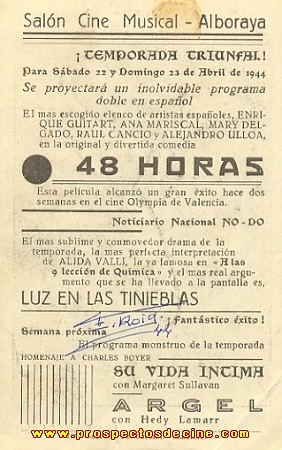 Salón Cine Musical - Alboraya
¡TEMPORADA TRIUNFAL!
Para Sábado 22 y Domingo 23 de Abril de 1944
Se proyectará un inolvidable programa
doble en español
El mas escogido elenco de artistas españoles, ENRI-
QUE GUITART, ANA MARISCAL, MARY DEL-
GADO, RAUL CANCIO y ALEJANDRO ULLOA,
en la original y divertida comedia
48 HORAS
Esta película alcanzó un gran éxito hace dos
semanas en el cine Olympia de Valencia.
Noticiario Nacional NO-DO
El mas sublime y conmovedor drama de la
temporada, la mas perfecta interpretación
de ALIDA VALLI, la ya famosa en «A las
9 lección de Química» y el mas real argu-
mento que se ha llevado a la pantalla es,
LUZ EN LAS TINIEBLAS
¡Fantástico éxito!
Semana próxima
Roig
El programa monstruo de la temporada
HOMENAJE A CHARLES BOYER
SU VIDA INTIMA
con Margaret Sullavan
ARGEL
con Hedy Lamarr
www.prospectosdecine.com